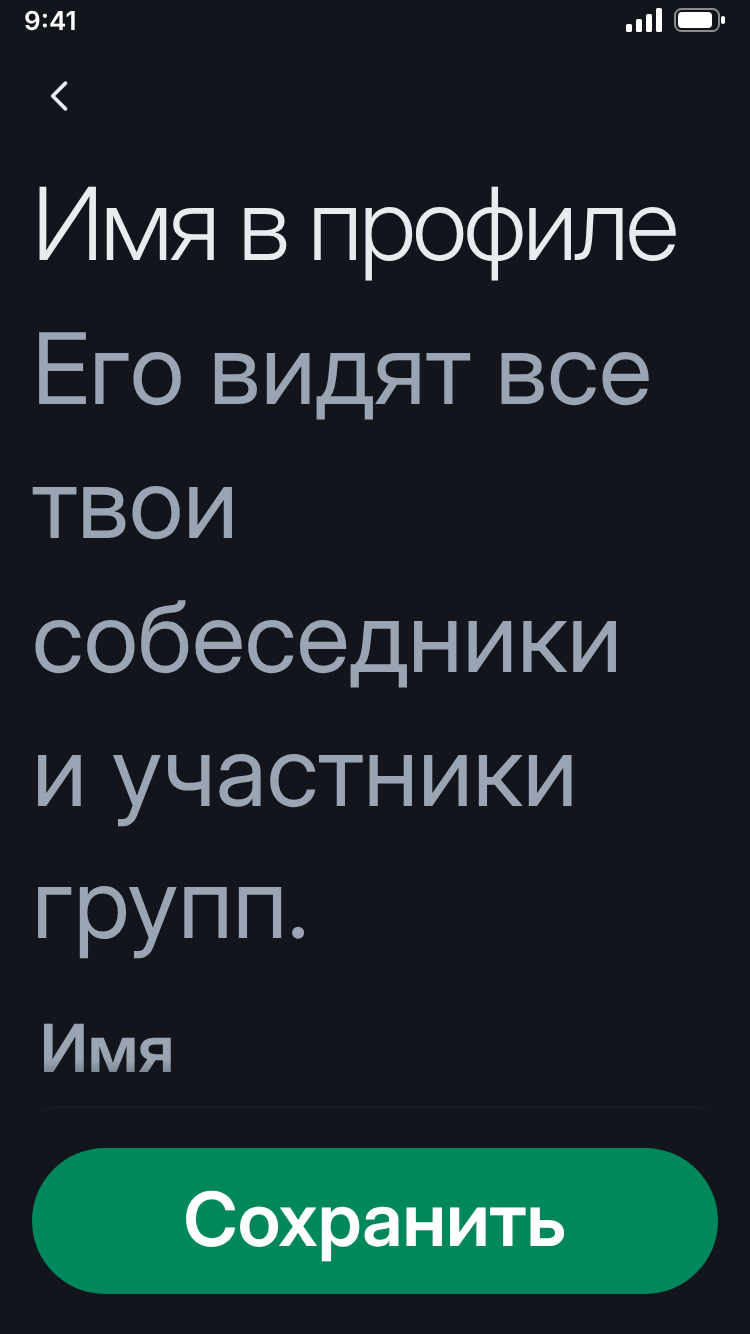 9:41
Имя в профиле
Его видят все
твои
собеседники
и участники
групп.
Имя
Сохранить